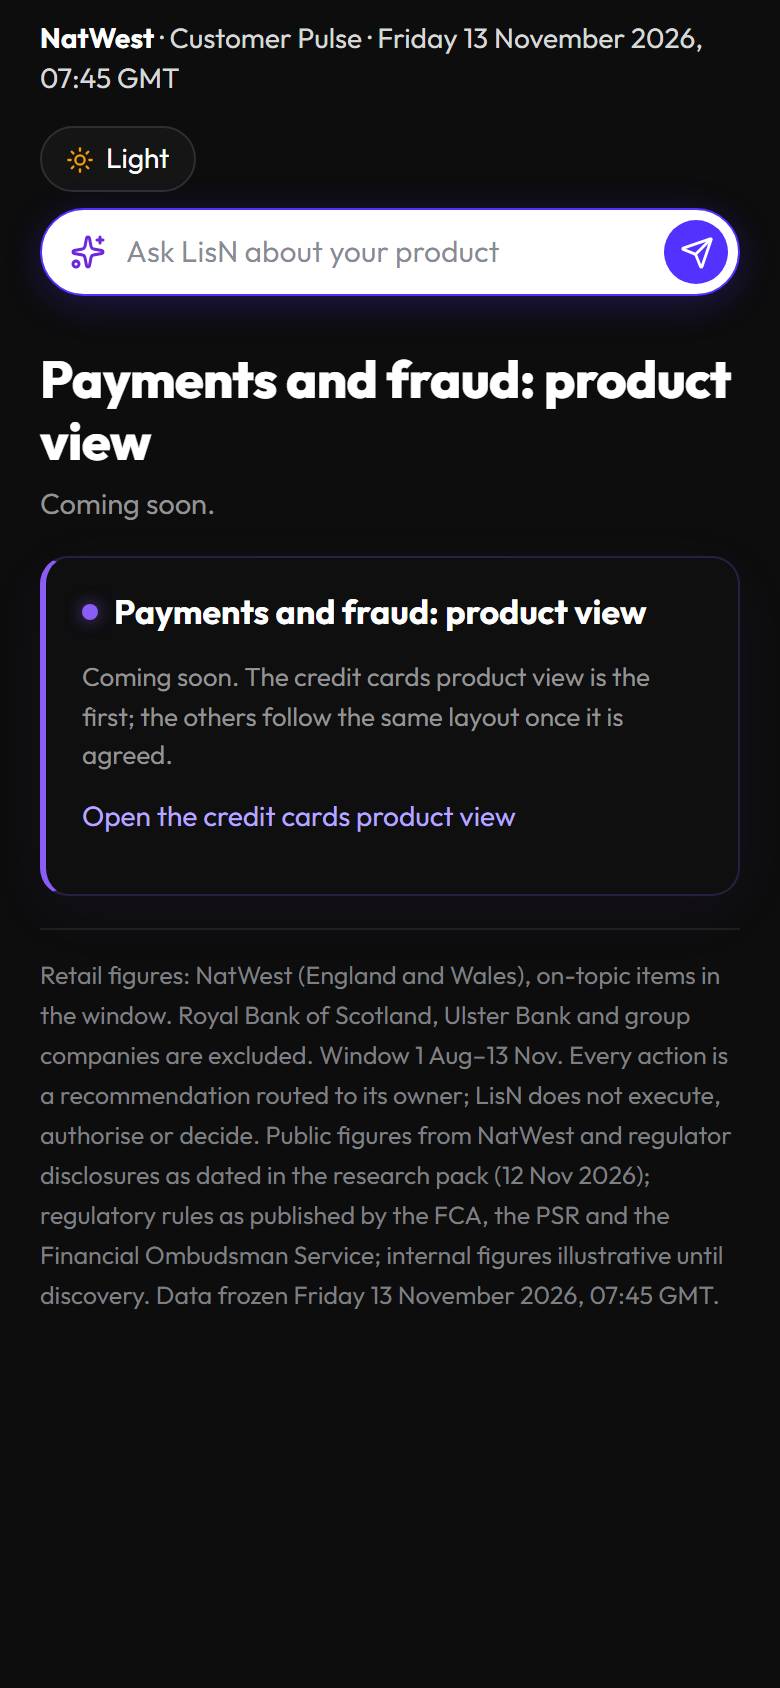 NatWest · Customer Pulse · Friday 13 November 2026,
07:45 GMT
Light
Ask LisN about your product
Payments and fraud: product
view
Coming soon.
Payments and fraud: product view
Coming soon. The credit cards product view is the
first; the others follow the same layout once it is
agreed.
Open the credit cards product view
Retail figures: NatWest (England and Wales), on-topic items in
the window. Royal Bank of Scotland, Ulster Bank and group
companies are excluded. Window 1 Aug–13 Nov. Every action is
a recommendation routed to its owner; LisN does not execute,
authorise or decide. Public figures from NatWest and regulator
disclosures as dated in the research pack (12 Nov 2026);
regulatory rules as published by the FCA, the PSR and the
Financial Ombudsman Service; internal figures illustrative until
discovery. Data frozen Friday 13 November 2026, 07:45 GMT.